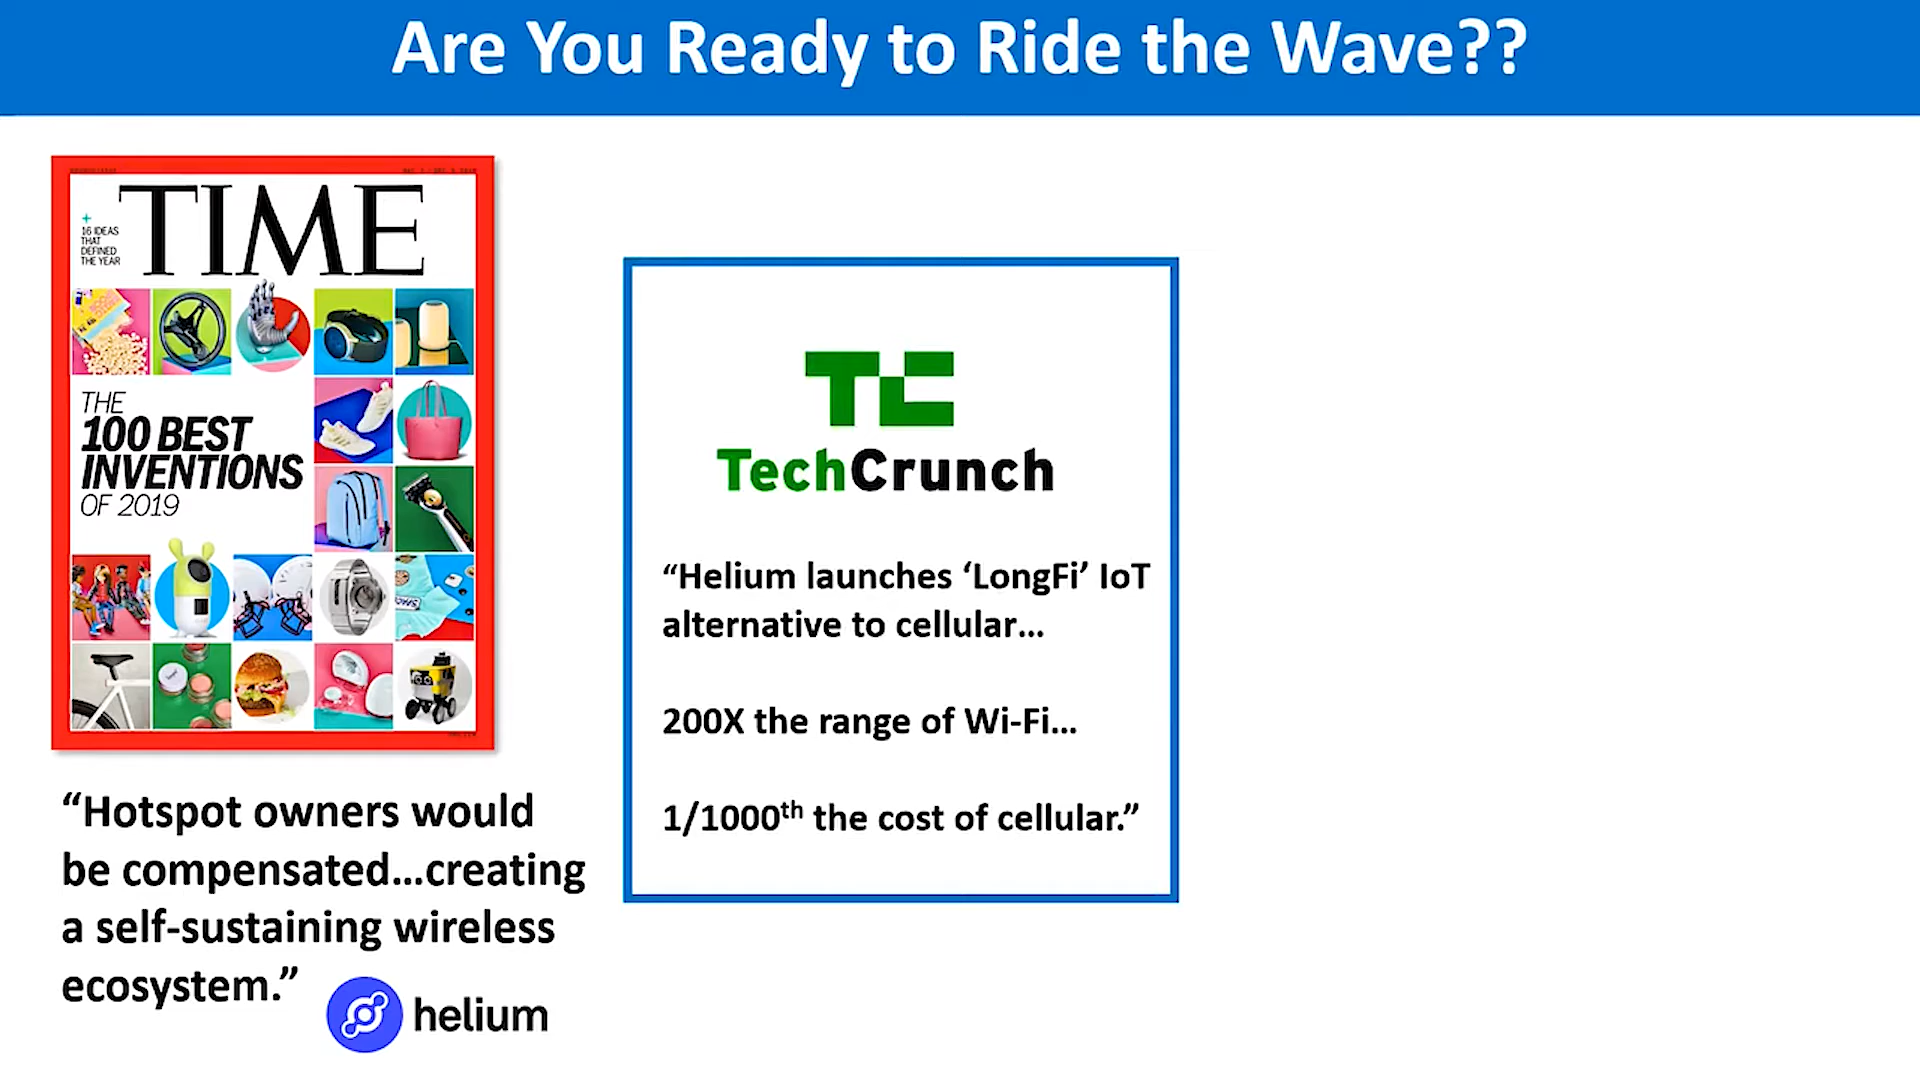 Are You Ready to Ride the Wave??
TIME
+
16 IDEAS
THAT
DEFINED
THE YEAR
THE
100 BEST
INVENTIONS
OF 2019
“Hotspot owners would
be compensated...creating
a self-sustaining wireless
ecosystem.”
helium
TC
TechCrunch
“Helium launches ‘LongFi’ IoT
alternative to cellular...
200X the range of Wi-Fi...
1/1000th the cost of cellular.”